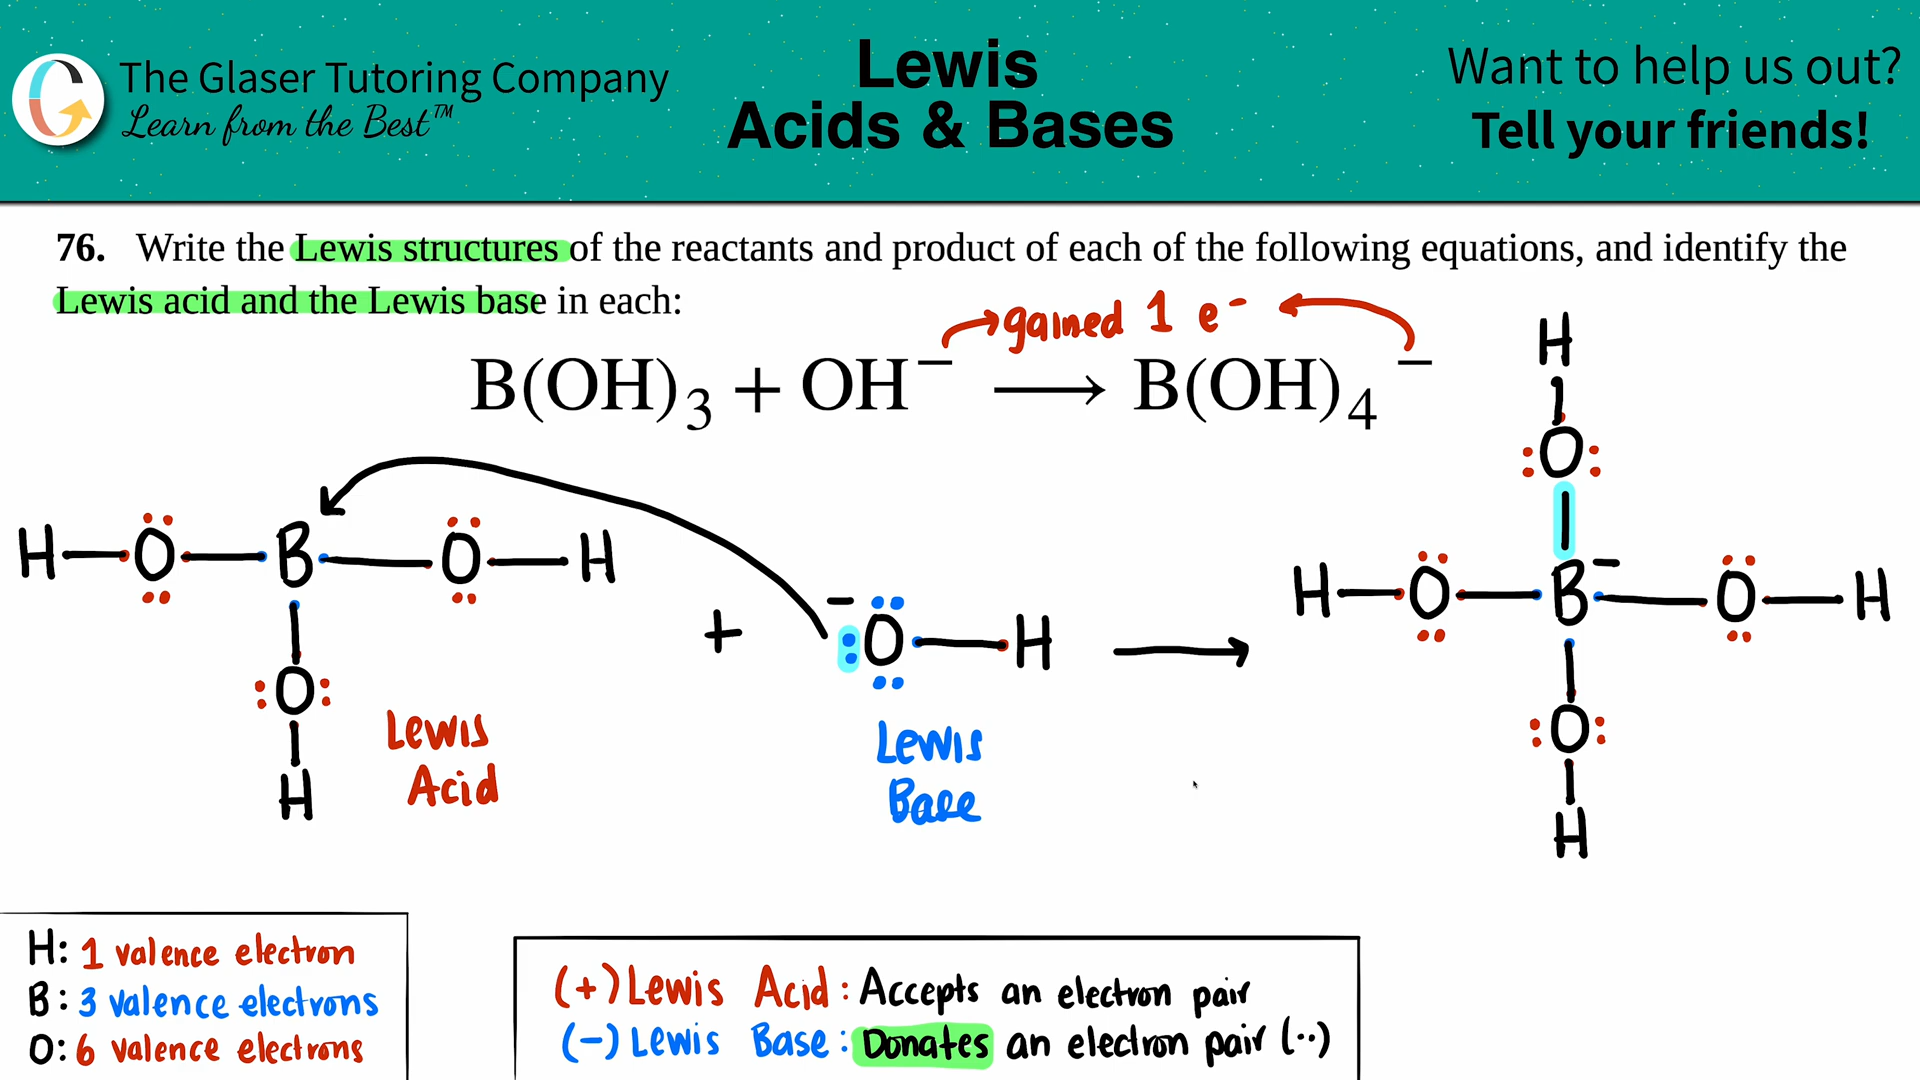 The Glaser Tutoring Company
Learn from the Best™
Lewis
Acids & Bases
Want to help us out?
Tell your friends!
76. Write the Lewis structures of the reactants and product of each of the following equations, and identify the
Lewis acid and the Lewis base in each:
gained 1 e⁻
B(OH)₃ + OH⁻ ⟶ B(OH)₄⁻
H
O
H O B O H
O
H
Lewis
Acid
+
⁻ O H
Lewis
Base
→
H O B⁻ O H
O
H
H: 1 valence electron
B: 3 valence electrons
O: 6 valence electrons
(+) Lewis Acid: Accepts an electron pair
(−) Lewis Base: Donates an electron pair (··)